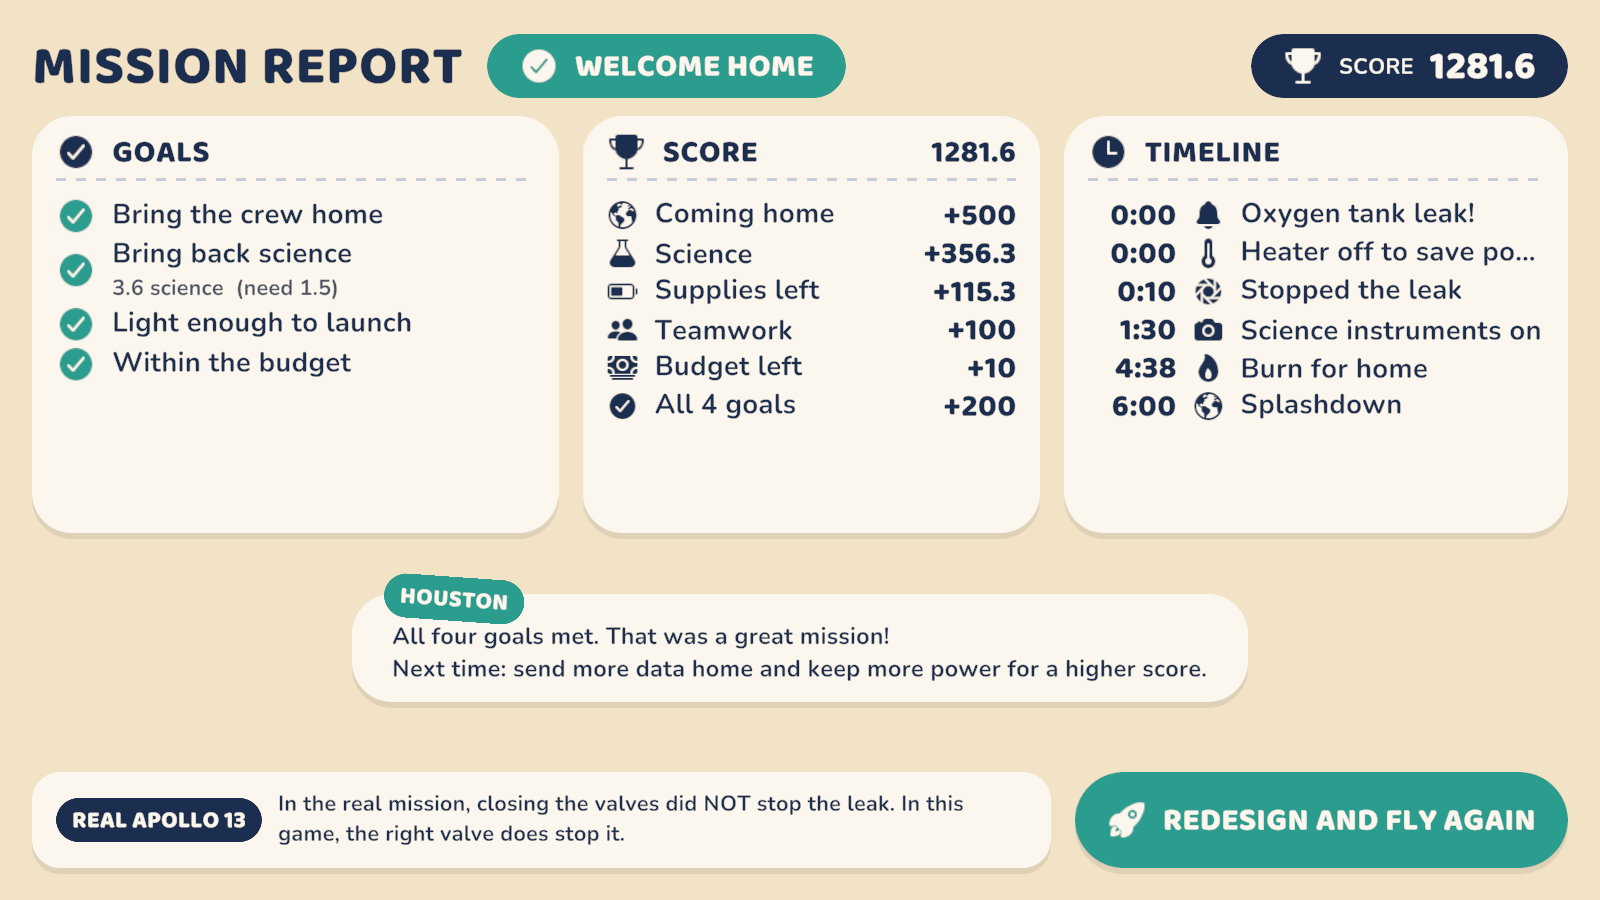 MISSION REPORT
WELCOME HOME
SCORE 1281.6
GOALS
Bring the crew home
Bring back science
3.6 science (need 1.5)
Light enough to launch
Within the budget
SCORE 1281.6
Coming home +500
Science +356.3
Supplies left +115.3
Teamwork +100
Budget left +10
All 4 goals +200
TIMELINE
0:00 Oxygen tank leak!
0:00 Heater off to save po...
0:10 Stopped the leak
1:30 Science instruments on
4:38 Burn for home
6:00 Splashdown
HOUSTON
All four goals met. That was a great mission!
Next time: send more data home and keep more power for a higher score.
REAL APOLLO 13
In the real mission, closing the valves did NOT stop the leak. In this
game, the right valve does stop it.
REDESIGN AND FLY AGAIN